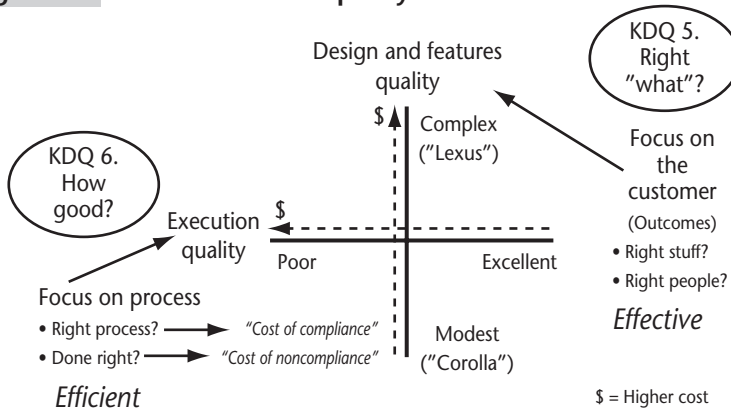 KDQ 5.
Right
"what"?
Design and features
quality
$
Complex
("Lexus")
KDQ 6.
How
good?
Focus on
the
customer
(Outcomes)
• Right stuff?
• Right people?
Effective
Execution
quality
$
Poor
Excellent
Focus on process
• Right process?
"Cost of compliance"
• Done right?
"Cost of noncompliance"
Efficient
Modest
("Corolla")
$ = Higher cost